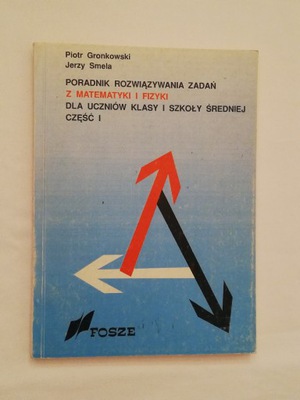 Piotr Gronkowski
Jerzy Smela
PORADNIK ROZWIĄZYWANIA ZADAŃ
Z MATEMATYKI I FIZYKI
DLA UCZNIÓW KLASY I SZKOŁY ŚREDNIEJ
CZĘŚĆ I
FOSZE